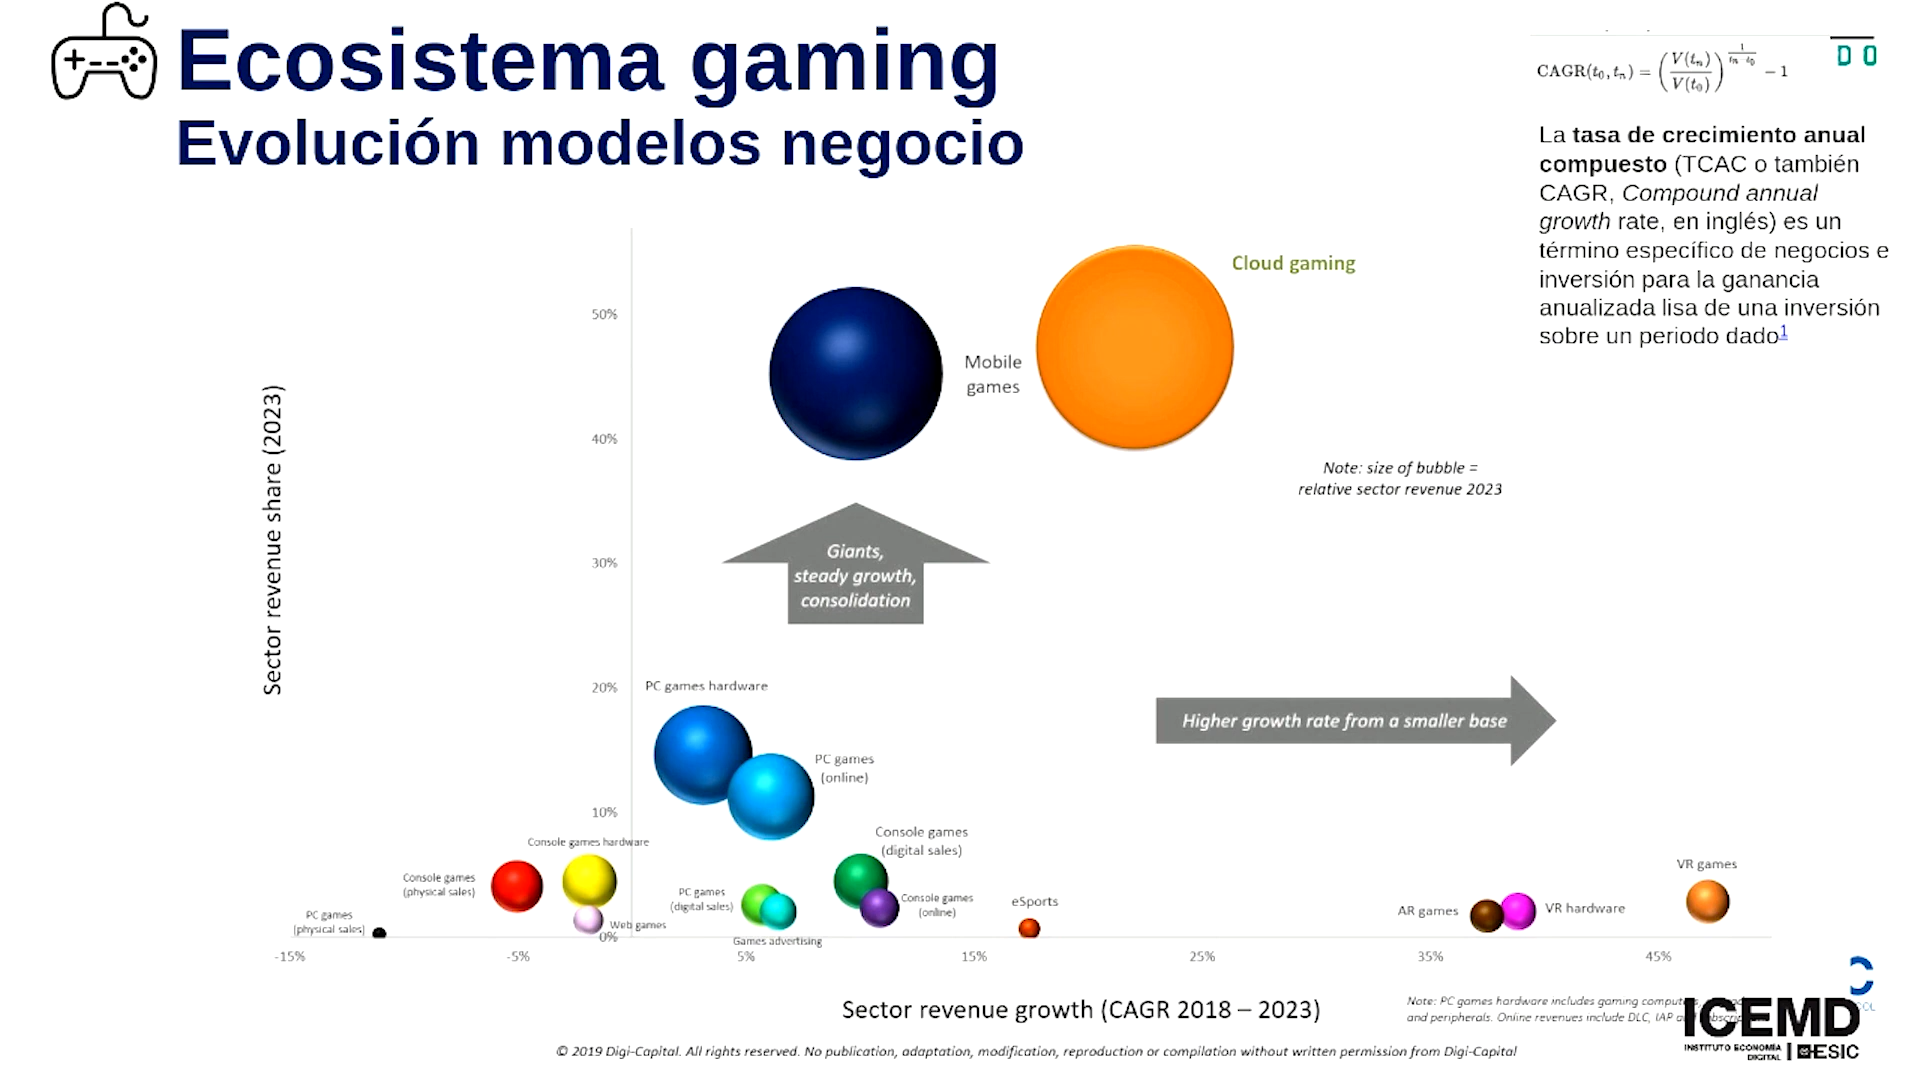 Ecosistema gaming
Evolución modelos negocio
D O
CAGR(t₀, tₙ) = (V(tₙ)/V(t₀))^(1/(tₙ−t₀)) − 1
La tasa de crecimiento anual
compuesto (TCAC o también
CAGR, Compound annual
growth rate, en inglés) es un
término específico de negocios e
inversión para la ganancia
anualizada lisa de una inversión
sobre un periodo dado1
Cloud gaming
50%
Mobile
games
40%
Note: size of bubble =
relative sector revenue 2023
Sector revenue share (2023)
Giants,
steady growth,
consolidation
30%
20%
PC games hardware
Higher growth rate from a smaller base
PC games
(online)
10%
Console games
(digital sales)
Console games hardware
Console games
(physical sales)
PC games
(digital sales)
Console games
(online)
eSports
VR games
AR games
VR hardware
PC games
(physical sales)
Web games
0%
Games advertising
-15%
-5%
5%
15%
25%
35%
45%
Sector revenue growth (CAGR 2018 – 2023)
Note: PC games hardware includes gaming
and peripherals. Online revenues include DLC, IAP
ICEMD
INSTITUTO ECONOMÍA
DIGITAL
ESIC
© 2019 Digi-Capital. All rights reserved. No publication, adaptation, modification, reproduction or compilation without written permission from Digi-Capital